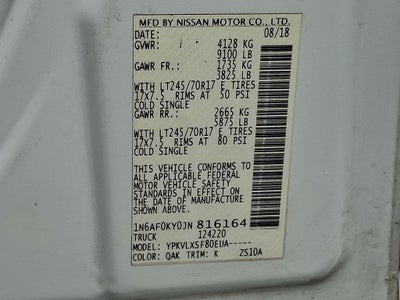 MFD BY NISSAN MOTOR CO., LTD.
DATE: 08/18
GVWR: 4128 KG
9100 LB
GAWR FR: 1735 KG
3825 LB
WITH LT245/70R17 E TIRES
17X7.5 RIMS AT 50 PSI
COLD SINGLE
GAWR RR: 2665 KG
5875 LB
WITH LT245/70R17 E TIRES
17X7.5 RIMS AT 80 PSI
COLD SINGLE
THIS VEHICLE CONFORMS TO
ALL APPLICABLE FEDERAL
MOTOR VEHICLE SAFETY
STANDARDS IN EFFECT ON
THE DATE OF MANUFACTURE
SHOWN ABOVE.
1N6AF0KY0JN816164
TRUCK 124220
MODEL: YPKVLXSF80EUA-----
COLOR: QAK TRIM: K ZS10A